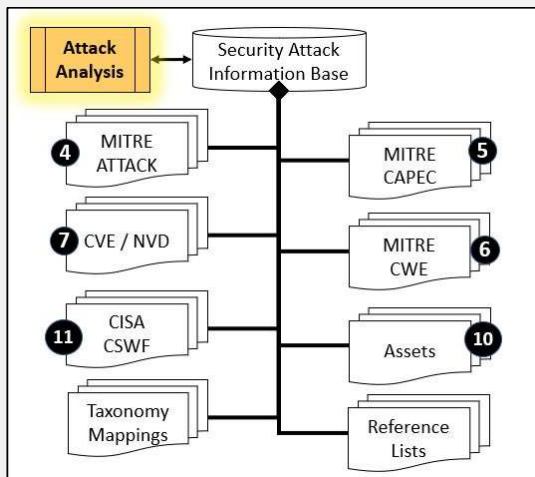 Attack
Analysis
Security Attack
Information Base
4
MITRE
ATTACK
MITRE
CAPEC
5
7
CVE / NVD
MITRE
CWE
6
11
CISA
CSWF
Assets
10
Taxonomy
Mappings
Reference
Lists